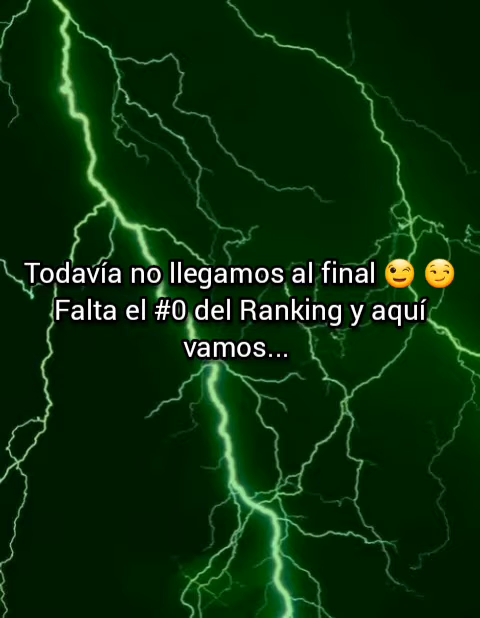 Todavía no llegamos al final 😉 😏
Falta el #0 del Ranking y aquí
vamos...